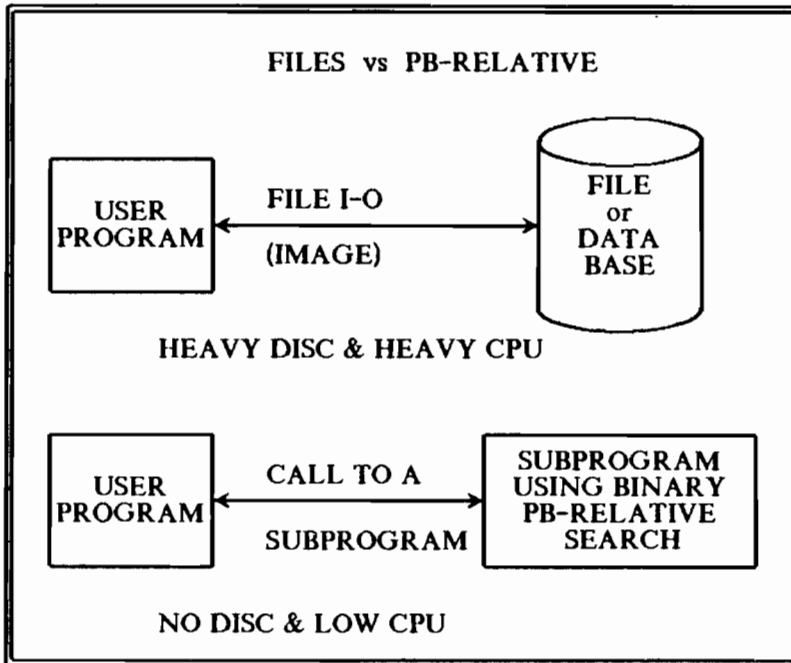 FILES vs PB-RELATIVE
USER
PROGRAM
FILE I-O
(IMAGE)
FILE
or
DATA
BASE
HEAVY DISC & HEAVY CPU
USER
PROGRAM
CALL TO A
SUBPROGRAM
SUBPROGRAM
USING BINARY
PB-RELATIVE
SEARCH
NO DISC & LOW CPU